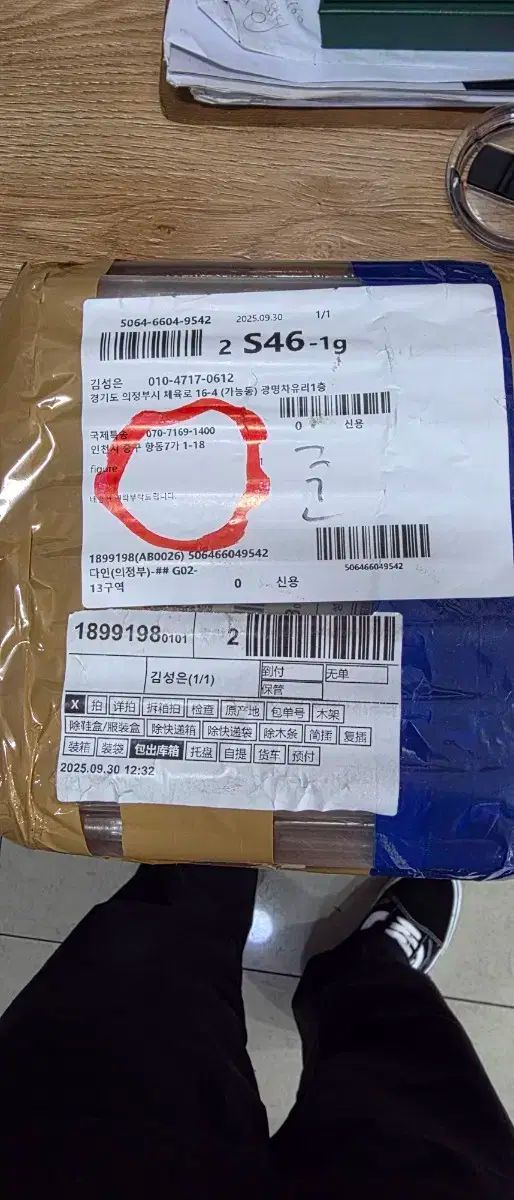 5064-6604-9542 2025.09.30 1/1
2 S46-1g
김성은 010-4717-0612
경기도 의정부시 체육로 16-4 (가능동) 광명차유리1층
0 신용
국제특송 070-7169-1400
인천시 중구 항동7가 1-18
figure
1899198(AB0026) 506466049542
506466049542
다인(의정부)-## G02-
13구역
0 신용
1899198 0101 2
김성은(1/1)
到付 无单
保管
X 拍 详拍 拆箱拍 检查 原产地 包单号 木架
除鞋盒/服装盒 除快递箱 除快递袋 除木条 简插 复插
装箱 装袋 包出库箱 托盘 自提 货车 预付
2025.09.30 12:32